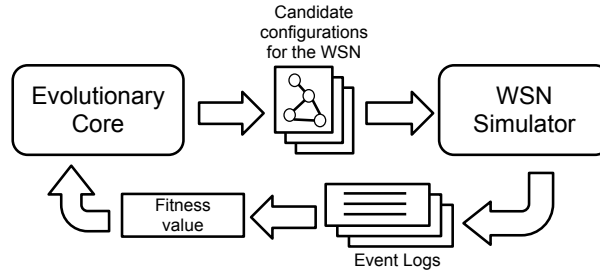 Candidate
configurations
for the WSN
Evolutionary
Core
WSN
Simulator
Fitness
value
Event Logs